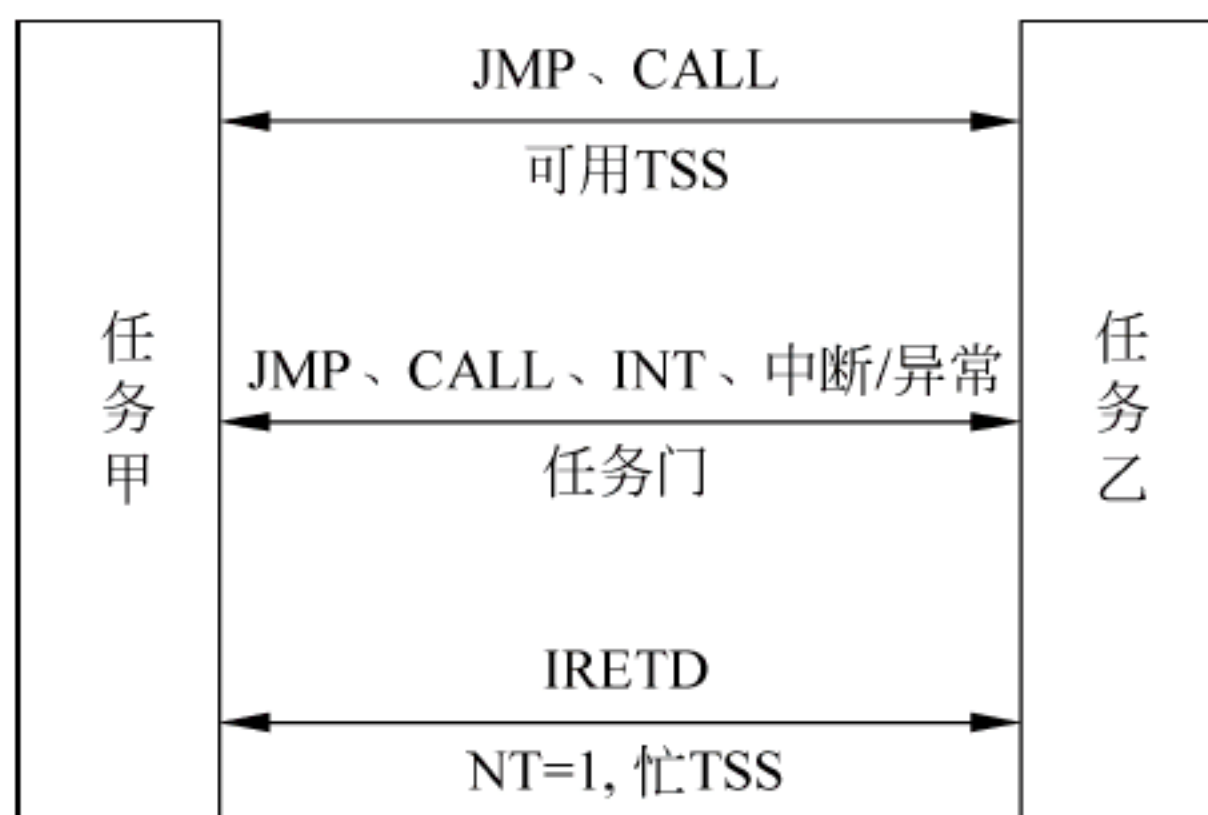 JMP、CALL
可用TSS
任务甲
JMP、CALL、INT、中断/异常
任务门
任务乙
IRETD
NT=1, 忙TSS